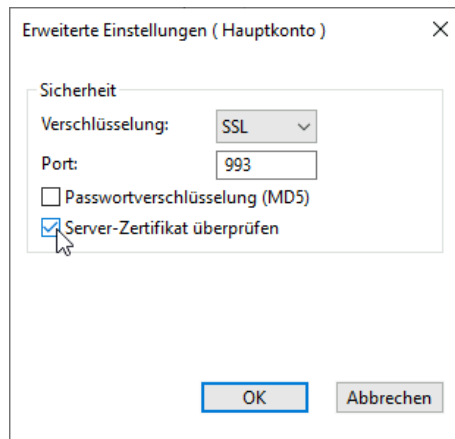 Erweiterte Einstellungen ( Hauptkonto )
Sicherheit
Verschlüsselung: SSL
Port: 993
Passwortverschlüsselung (MD5)
Server-Zertifikat überprüfen
OK Abbrechen